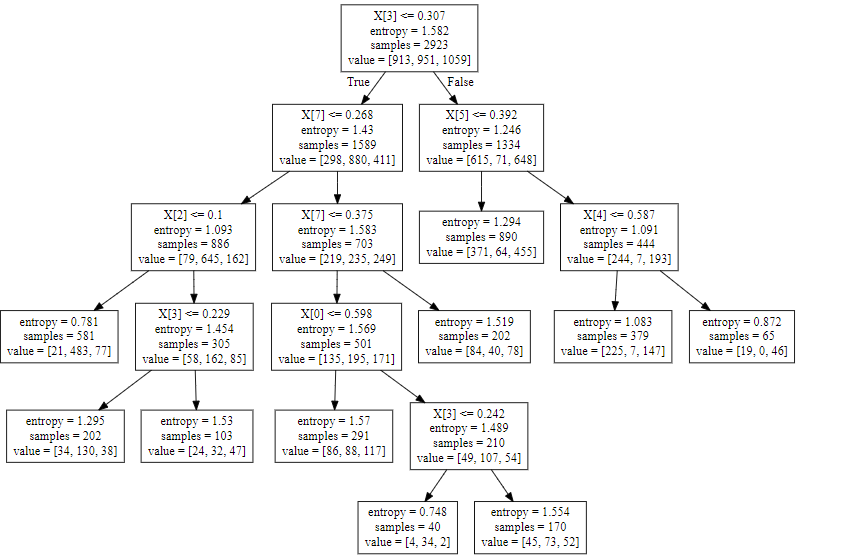 X[3] <= 0.307
entropy = 1.582
samples = 2923
value = [913, 951, 1059]
True
False
X[7] <= 0.268
entropy = 1.43
samples = 1589
value = [298, 880, 411]
X[5] <= 0.392
entropy = 1.246
samples = 1334
value = [615, 71, 648]
X[2] <= 0.1
entropy = 1.093
samples = 886
value = [79, 645, 162]
X[7] <= 0.375
entropy = 1.583
samples = 703
value = [219, 235, 249]
entropy = 1.294
samples = 890
value = [371, 64, 455]
X[4] <= 0.587
entropy = 1.091
samples = 444
value = [244, 7, 193]
entropy = 0.781
samples = 581
value = [21, 483, 77]
X[3] <= 0.229
entropy = 1.454
samples = 305
value = [58, 162, 85]
X[0] <= 0.598
entropy = 1.569
samples = 501
value = [135, 195, 171]
entropy = 1.519
samples = 202
value = [84, 40, 78]
entropy = 1.083
samples = 379
value = [225, 7, 147]
entropy = 0.872
samples = 65
value = [19, 0, 46]
entropy = 1.295
samples = 202
value = [34, 130, 38]
entropy = 1.53
samples = 103
value = [24, 32, 47]
entropy = 1.57
samples = 291
value = [86, 88, 117]
X[3] <= 0.242
entropy = 1.489
samples = 210
value = [49, 107, 54]
entropy = 0.748
samples = 40
value = [4, 34, 2]
entropy = 1.554
samples = 170
value = [45, 73, 52]